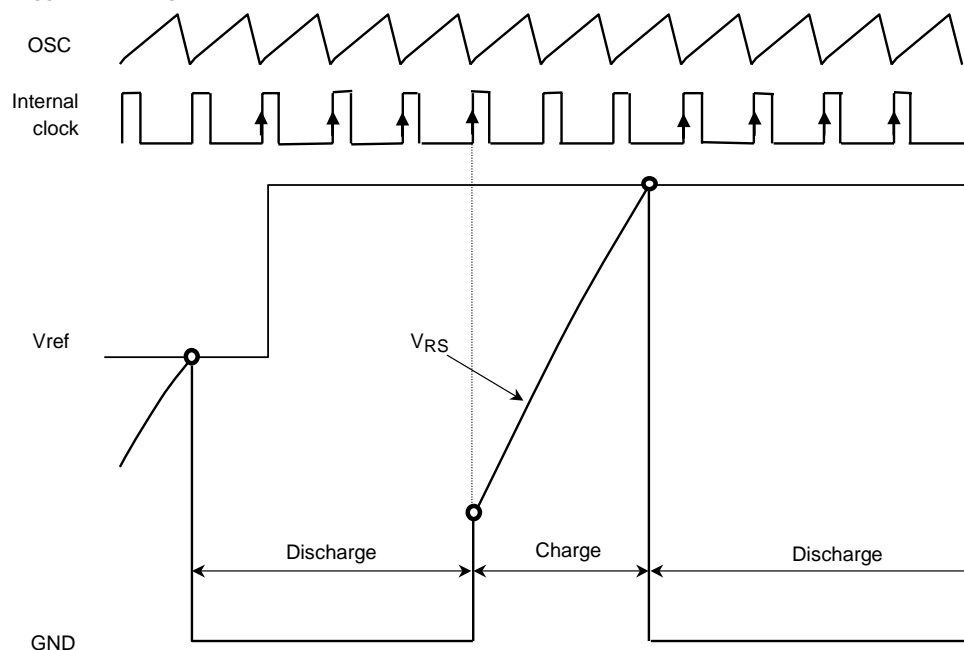 OSC
Internal
clock
Vref
VRS
Discharge
Charge
Discharge
GND